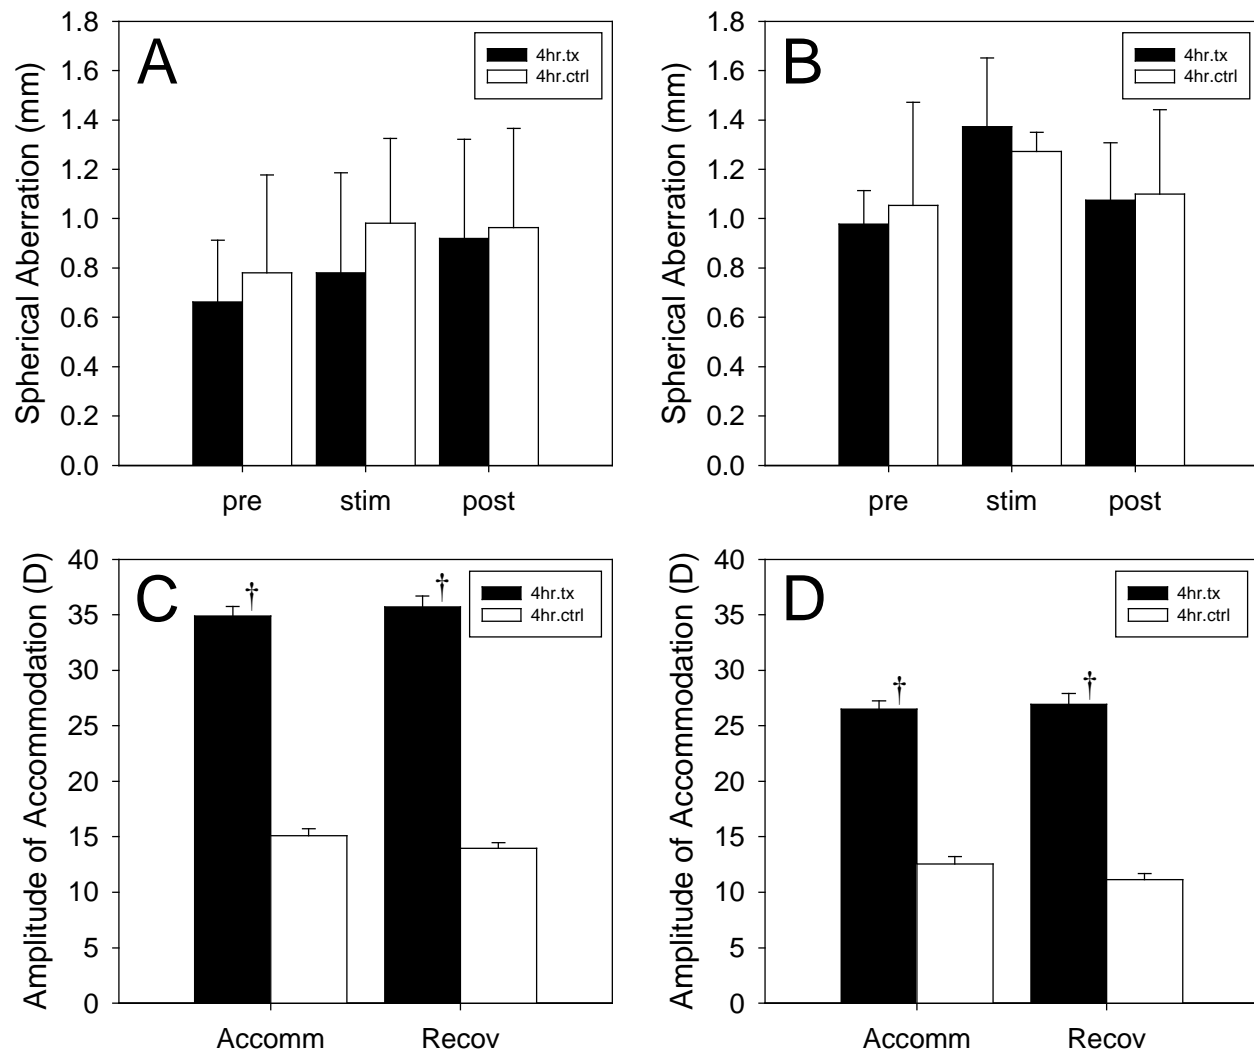 A
4hr.tx
4hr.ctrl
Spherical Aberration (mm)
1.8
1.6
1.4
1.2
1.0
0.8
0.6
0.4
0.2
0.0
pre stim post
B
4hr.tx
4hr.ctrl
Spherical Aberration (mm)
1.8
1.6
1.4
1.2
1.0
0.8
0.6
0.4
0.2
0.0
pre stim post
C
† †
4hr.tx
4hr.ctrl
Amplitude of Accommodation (D)
40
35
30
25
20
15
10
5
0
Accomm Recov
D
4hr.tx
4hr.ctrl
† †
Amplitude of Accommodation (D)
40
35
30
25
20
15
10
5
0
Accomm Recov